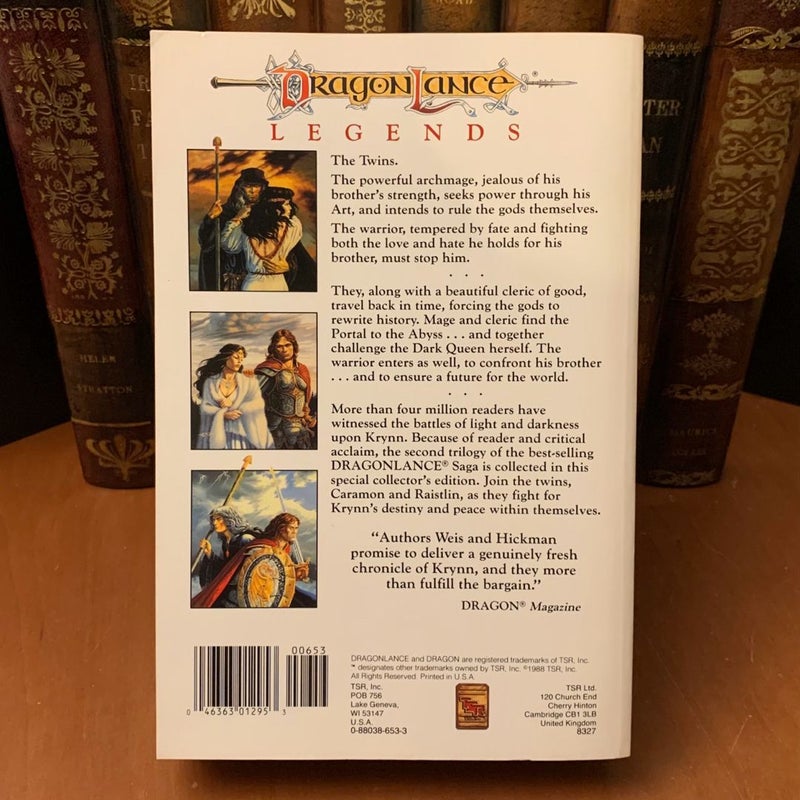 DRAGONLANCE®
LEGENDS
The Twins.
The powerful archmage, jealous of his
brother's strength, seeks power through his
Art, and intends to rule the gods themselves.
The warrior, tempered by fate and fighting
both the love and hate he holds for his
brother, must stop him.
. . .
They, along with a beautiful cleric of good,
travel back in time, forcing the gods to
rewrite history. Mage and cleric find the
Portal to the Abyss . . . and together
challenge the Dark Queen herself. The
warrior enters as well, to confront his brother
. . . and to ensure a future for the world.
. . .
More than four million readers have
witnessed the battles of light and darkness
upon Krynn. Because of reader and critical
acclaim, the second trilogy of the best-selling
DRAGONLANCE® Saga is collected in this
special collector's edition. Join the twins,
Caramon and Raistlin, as they fight for
Krynn's destiny and peace within themselves.
"Authors Weis and Hickman
promise to deliver a genuinely fresh
chronicle of Krynn, and they more
than fulfill the bargain."
DRAGON® Magazine
00653
0 46363 01295 3
DRAGONLANCE and DRAGON are registered trademarks of TSR, Inc.
™ designates other trademarks owned by TSR, Inc. ©1988 TSR, Inc.
All Rights Reserved. Printed in U.S.A.
TSR, Inc.
POB 756
Lake Geneva,
WI 53147
U.S.A.
0-88038-653-3
TSR
TSR Ltd.
120 Church End
Cherry Hinton
Cambridge CB1 3LB
United Kingdom
8327
HELEN
STRATTON